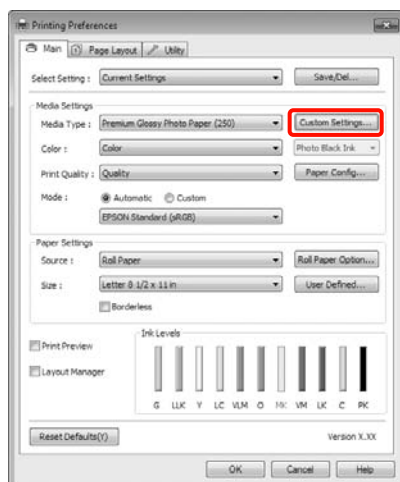 Printing Preferences
Main Page Layout Utility
Select Setting : Current Settings Save/Del...
Media Settings
Media Type : Premium Glossy Photo Paper (250) Custom Settings...
Color : Color Photo Black Ink
Print Quality : Quality Paper Config...
Mode : Automatic Custom
EPSON Standard (sRGB)
Paper Settings
Source : Roll Paper Roll Paper Option...
Size : Letter 8 1/2 x 11 in User Defined...
Borderless
Ink Levels
Print Preview
Layout Manager
G LLK Y LC VLM O MK VM LK C PK
Reset Defaults(Y) Version X.XX
OK Cancel Help